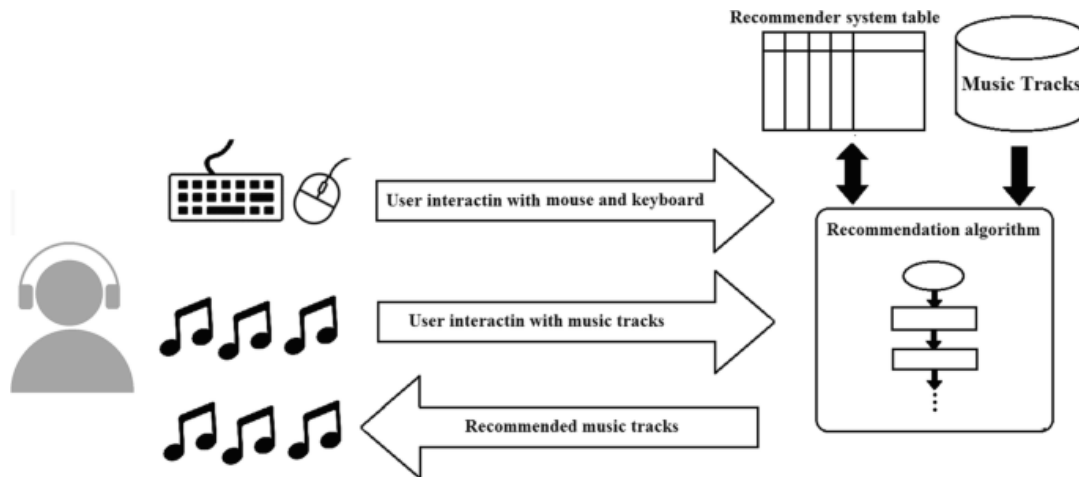 Recommender system table
Music Tracks
User interactin with mouse and keyboard
Recommendation algorithm
User interactin with music tracks
Recommended music tracks